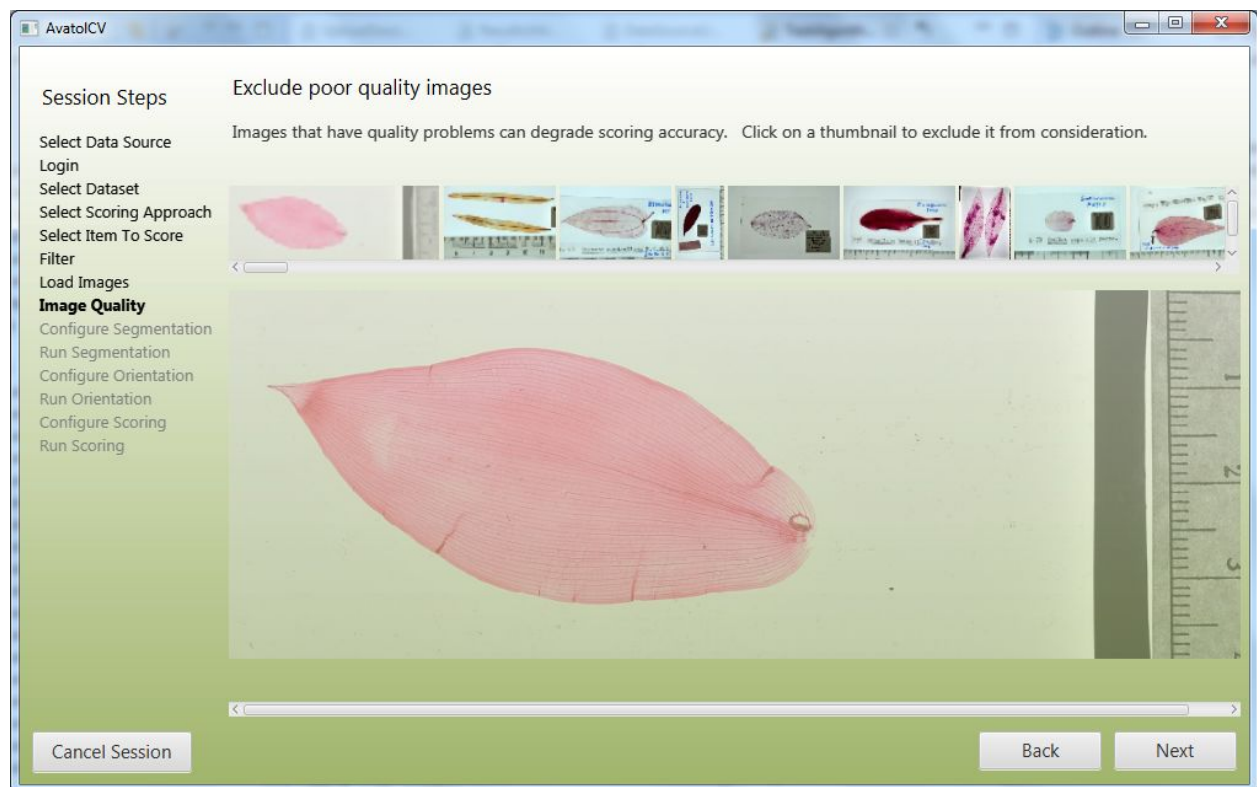 AvatolCV
Session Steps
Select Data Source
Login
Select Dataset
Select Scoring Approach
Select Item To Score
Filter
Load Images
Image Quality
Configure Segmentation
Run Segmentation
Configure Orientation
Run Orientation
Configure Scoring
Run Scoring
Exclude poor quality images
Images that have quality problems can degrade scoring accuracy. Click on a thumbnail to exclude it from consideration.
1
2
3
Cancel Session
Back
Next